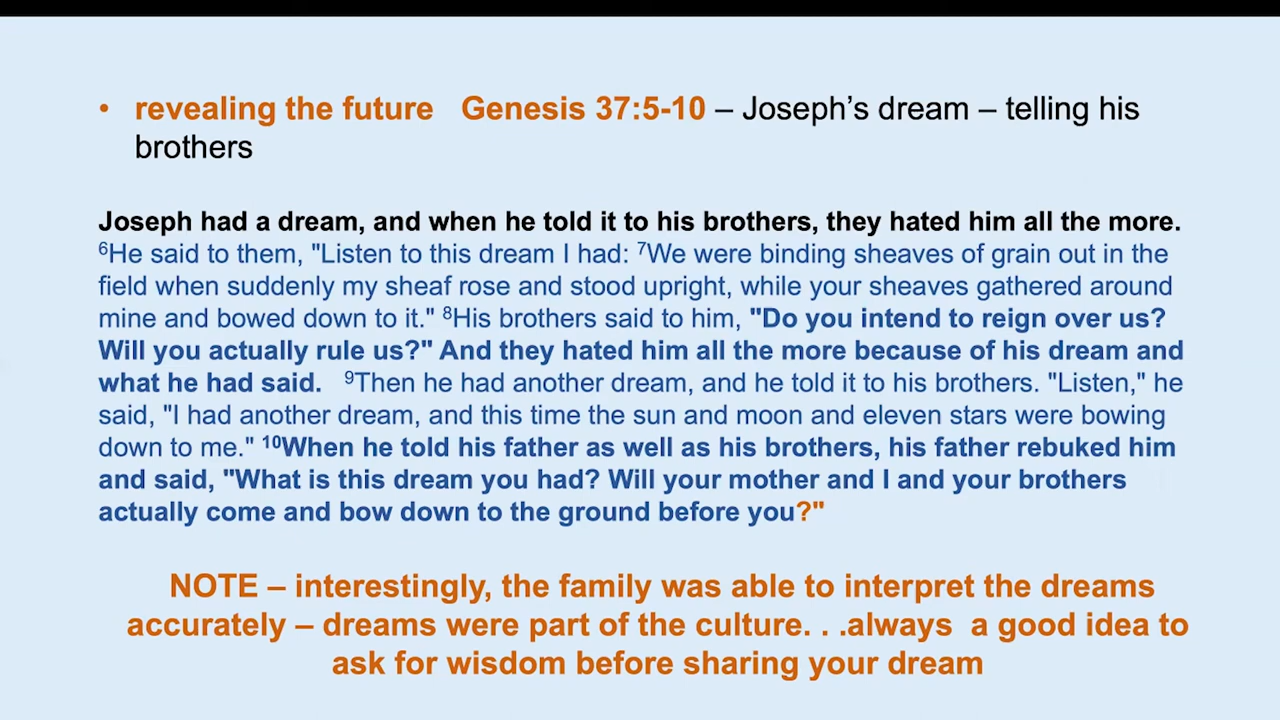 • revealing the future   Genesis 37:5-10 – Joseph’s dream – telling his
brothers
Joseph had a dream, and when he told it to his brothers, they hated him all the more.
⁶He said to them, "Listen to this dream I had: ⁷We were binding sheaves of grain out in the
field when suddenly my sheaf rose and stood upright, while your sheaves gathered around
mine and bowed down to it." ⁸His brothers said to him, "Do you intend to reign over us?
Will you actually rule us?" And they hated him all the more because of his dream and
what he had said.   ⁹Then he had another dream, and he told it to his brothers. "Listen," he
said, "I had another dream, and this time the sun and moon and eleven stars were bowing
down to me." ¹⁰When he told his father as well as his brothers, his father rebuked him
and said, "What is this dream you had? Will your mother and I and your brothers
actually come and bow down to the ground before you?"
NOTE – interestingly, the family was able to interpret the dreams
accurately – dreams were part of the culture. . .always  a good idea to
ask for wisdom before sharing your dream